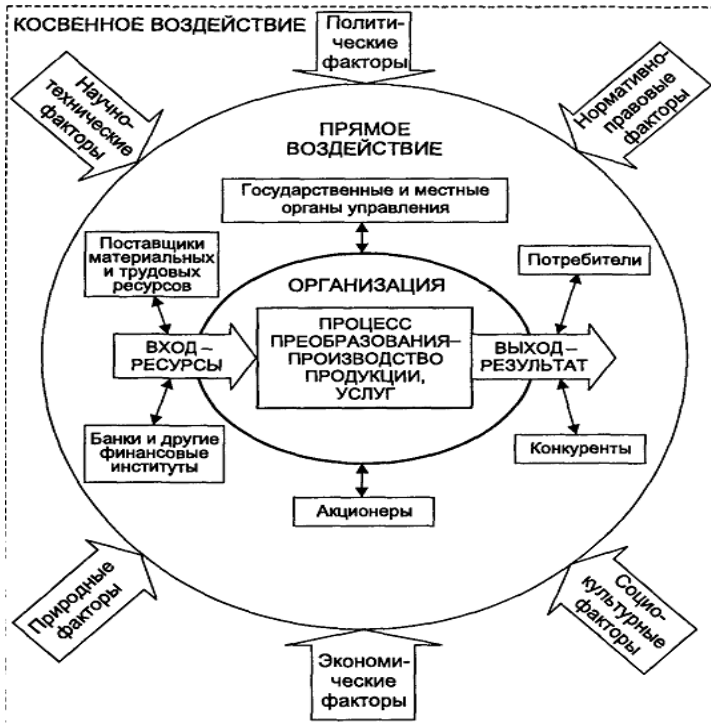 КОСВЕННОЕ ВОЗДЕЙСТВИЕ
Полити-
ческие
факторы
Научно-
технические
факторы
Нормативно-
правовые
факторы
ПРЯМОЕ
ВОЗДЕЙСТВИЕ
Государственные и местные
органы управления
Поставщики
материальных
и трудовых
ресурсов
Потребители
ОРГАНИЗАЦИЯ
ВХОД –
РЕСУРСЫ
ПРОЦЕСС
ПРЕОБРАЗОВАНИЯ–
ПРОИЗВОДСТВО
ПРОДУКЦИИ,
УСЛУГ
ВЫХОД –
РЕЗУЛЬТАТ
Банки и другие
финансовые
институты
Конкуренты
Акционеры
Природные
факторы
Экономи-
ческие
факторы
Социо-
культурные
факторы